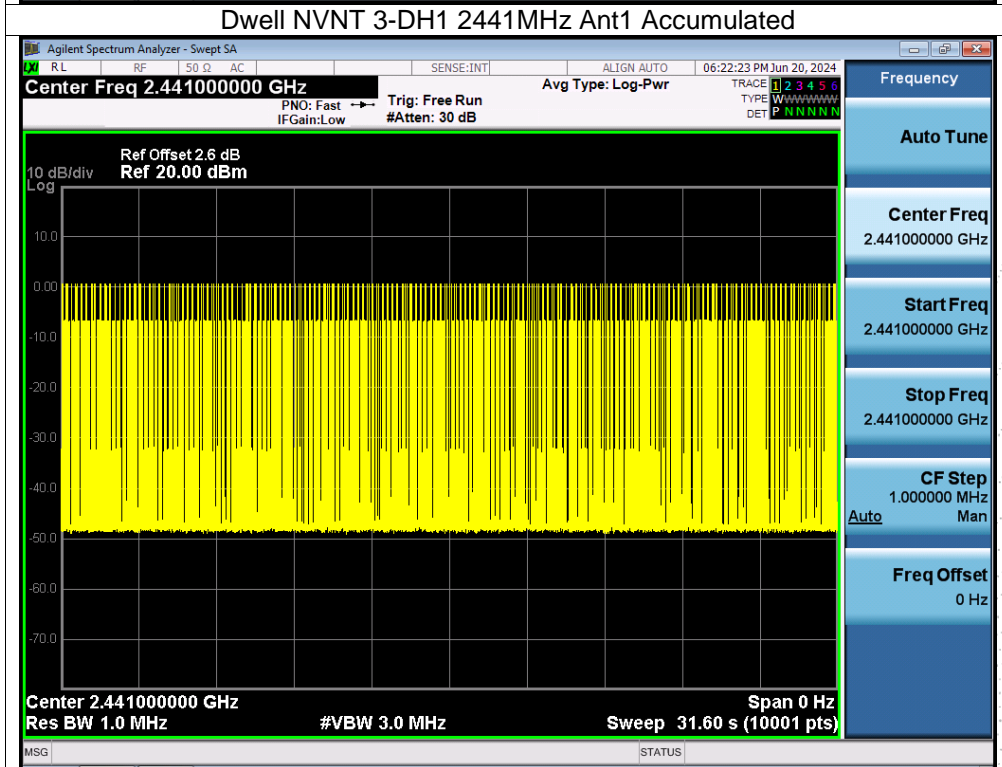 Dwell NVNT 3-DH1 2441MHz Ant1 Accumulated
Agilent Spectrum Analyzer - Swept SA
LXI RL RF 50 Ω AC SENSE:INT ALIGN AUTO 06:22:23 PM Jun 20, 2024
Center Freq 2.441000000 GHz
PNO: Fast
IFGain:Low
Trig: Free Run
#Atten: 30 dB
Avg Type: Log-Pwr
TRACE 1 2 3 4 5 6
TYPE WWWWWW
DET P N N N N N
Frequency
Auto Tune
Center Freq
2.441000000 GHz
Start Freq
2.441000000 GHz
Stop Freq
2.441000000 GHz
CF Step
1.000000 MHz
Auto Man
Freq Offset
0 Hz
Ref Offset 2.6 dB
10 dB/div Ref 20.00 dBm
Log
10.0
0.00
-10.0
-20.0
-30.0
-40.0
-50.0
-60.0
-70.0
Center 2.441000000 GHz Span 0 Hz
Res BW 1.0 MHz #VBW 3.0 MHz Sweep 31.60 s (10001 pts)
MSG STATUS